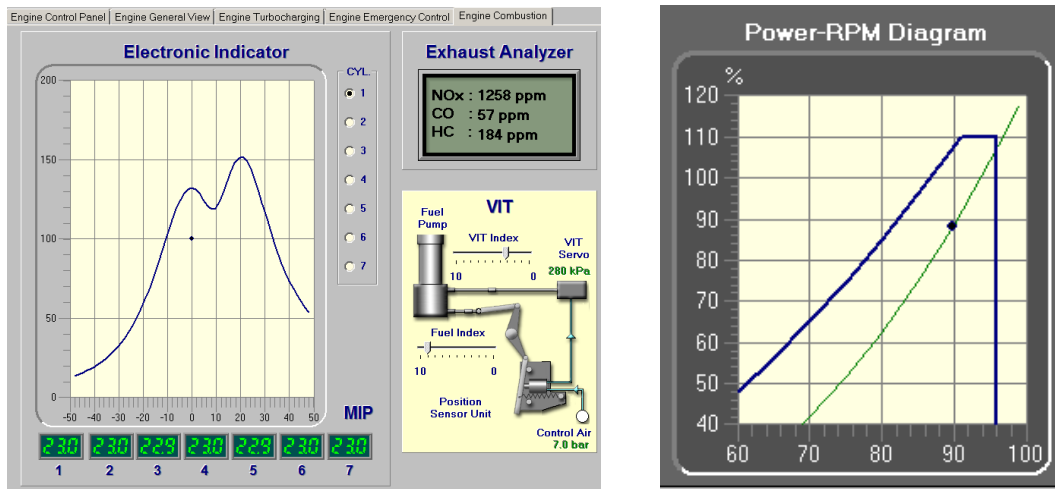 Engine Control Panel Engine General View Engine Turbocharging Engine Emergency Control Engine Combustion
Electronic Indicator
CYL.
1
2
3
4
5
6
7
200
150
100
50
0
-50 -40 -30 -20 -10 0 10 20 30 40 50
MIP
23.0 23.0 22.9 23.0 22.9 23.0 23.0
1 2 3 4 5 6 7
Exhaust Analyzer
NOx : 1258 ppm
CO : 57 ppm
HC : 184 ppm
VIT
Fuel
Pump
VIT Index
10 0
VIT
Servo
280 kPa
Fuel Index
10 0
Position
Sensor Unit
Control Air
7.0 bar
Power-RPM Diagram
%
120
110
100
90
80
70
60
50
40
60 70 80 90 100